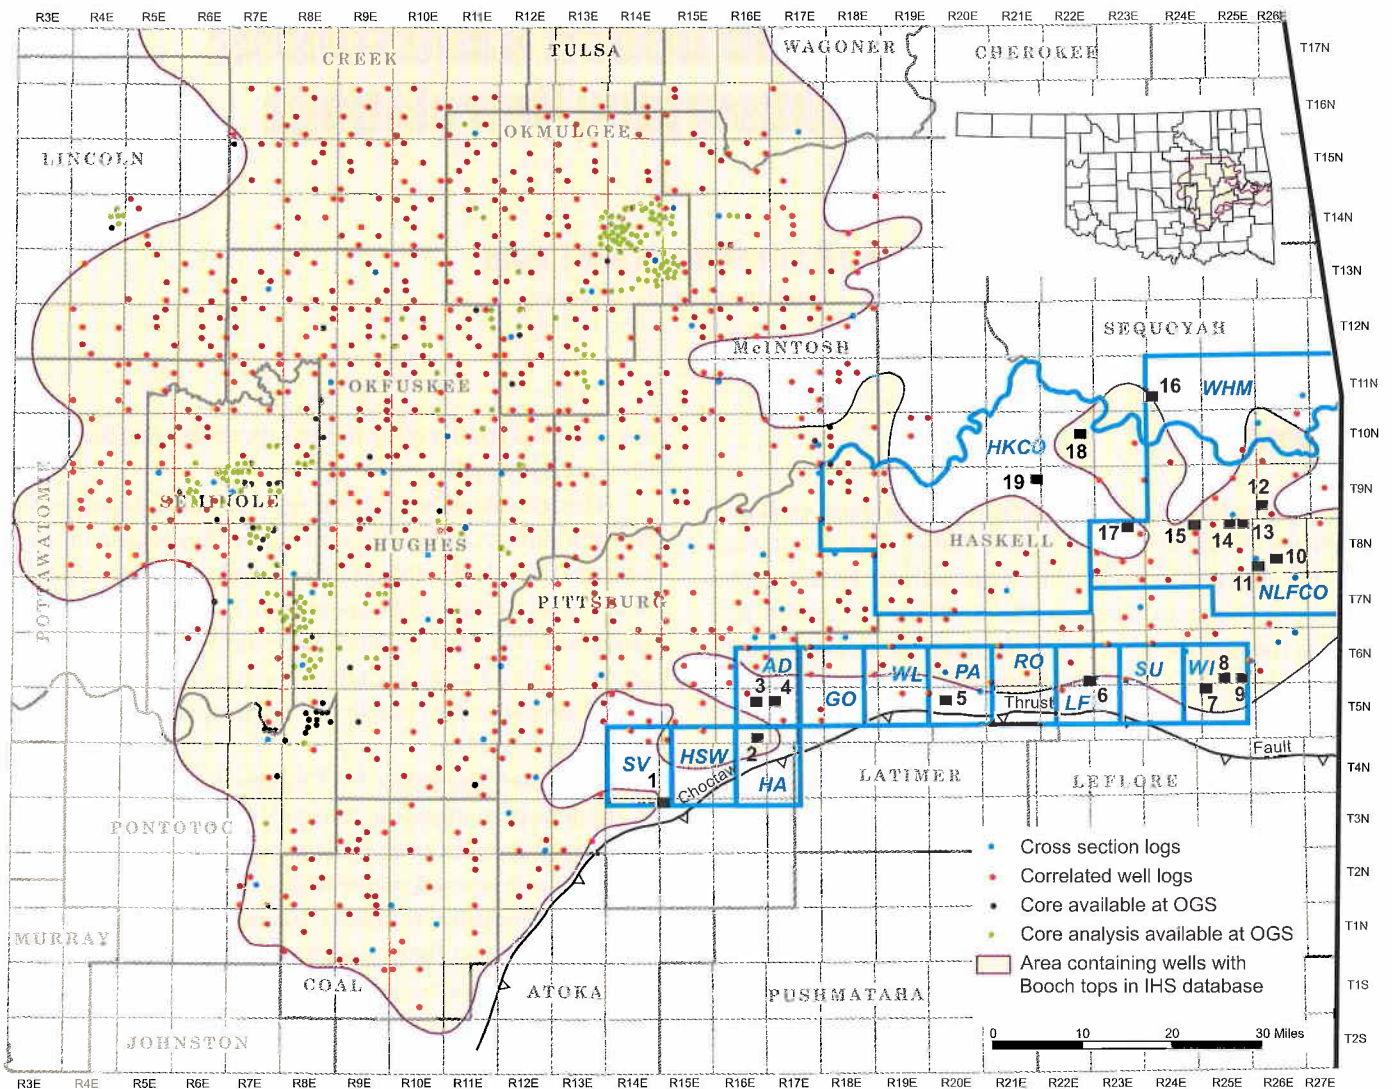 R3E R4E R5E R6E R7E R8E R9E R10E R11E R12E R13E R14E R15E R16E R17E R18E R19E R20E R21E R22E R23E R24E R25E R26E
CREEK TULSA WAGONER CHEROKEE T17N
T16N
OKMULGEE
LINCOLN T15N
T14N
T13N
SEQUOYAH T12N
McINTOSH
OKFUSKEE WHM 16 T11N
HKCO 18 T10N
SEMINOLE 19 12 T9N
POTTAWATOMIE
HUGHES HASKELL 17 15 14 13 T8N
10
11
PITTSBURG NLFCO T7N
AD WL PA RO SU WI 8 T6N
3 4 GO 5 Thrust LF 6 7 9 T5N
SV HSW 2 Fault
1 Choctaw HA LATIMER LEFLORE T4N
PONTOTOC T3N
Cross section logs
Correlated well logs T2N
Core available at OGS
Core analysis available at OGS T1N
MURRAY
Area containing wells with
Booch tops in IHS database T1S
COAL ATOKA PUSHMATAHA
0 10 20 30 Miles T2S
JOHNSTON
R3E R4E R5E R6E R7E R8E R9E R10E R11E R12E R13E R14E R15E R16E R17E R18E R19E R20E R21E R22E R23E R24E R25E R26E R27E